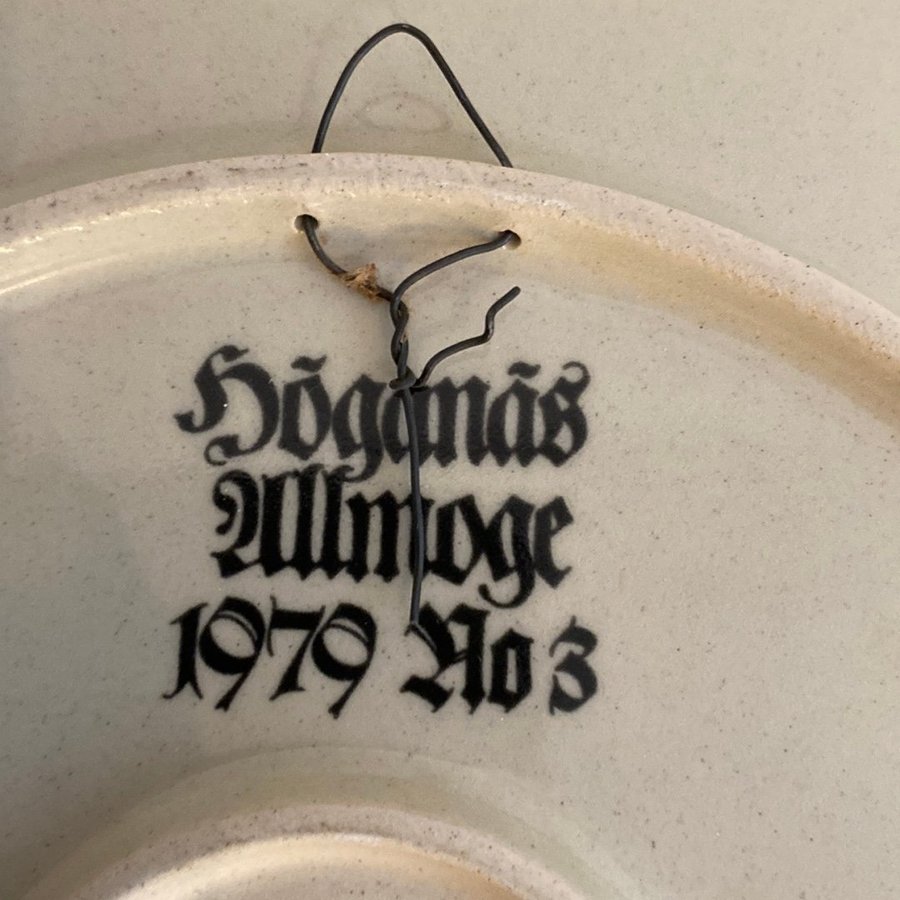 Höganäs
Allmoge
1979 No 3